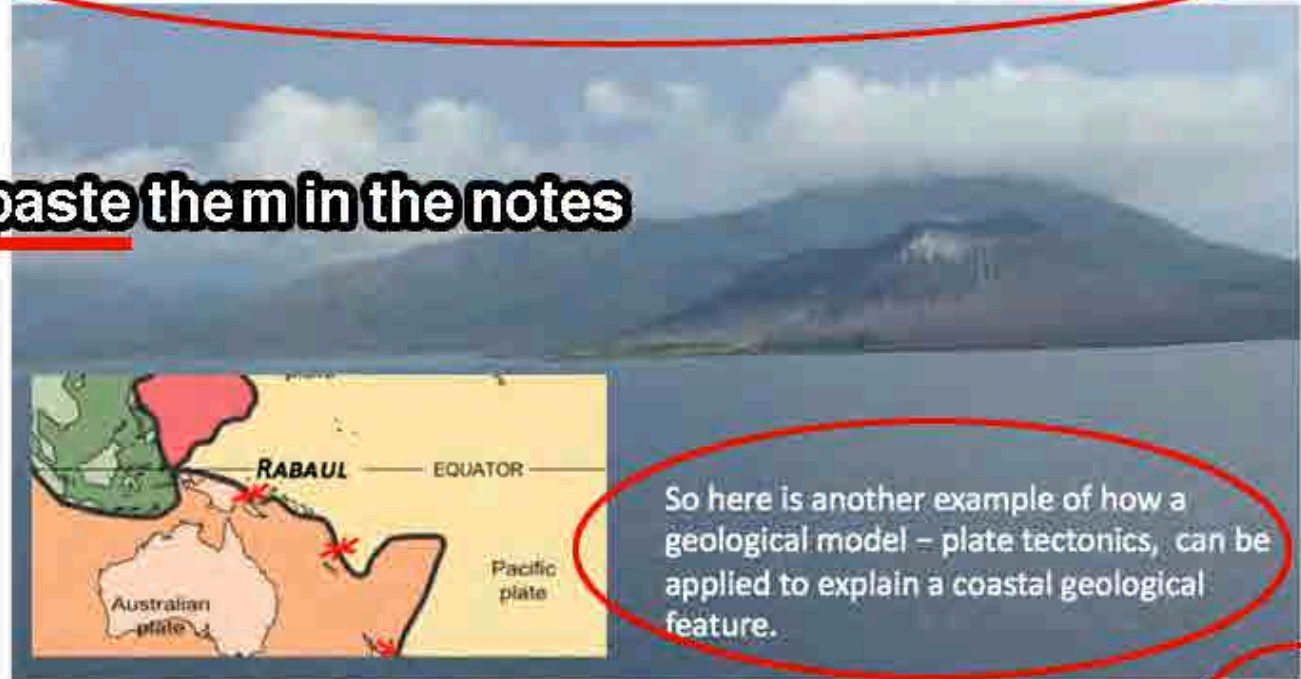 paste them in the notes
RABAUL
EQUATOR
Pacific
plate
Australian
plate
So here is another example of how a
geological model – plate tectonics, can be
applied to explain a coastal geological
feature.